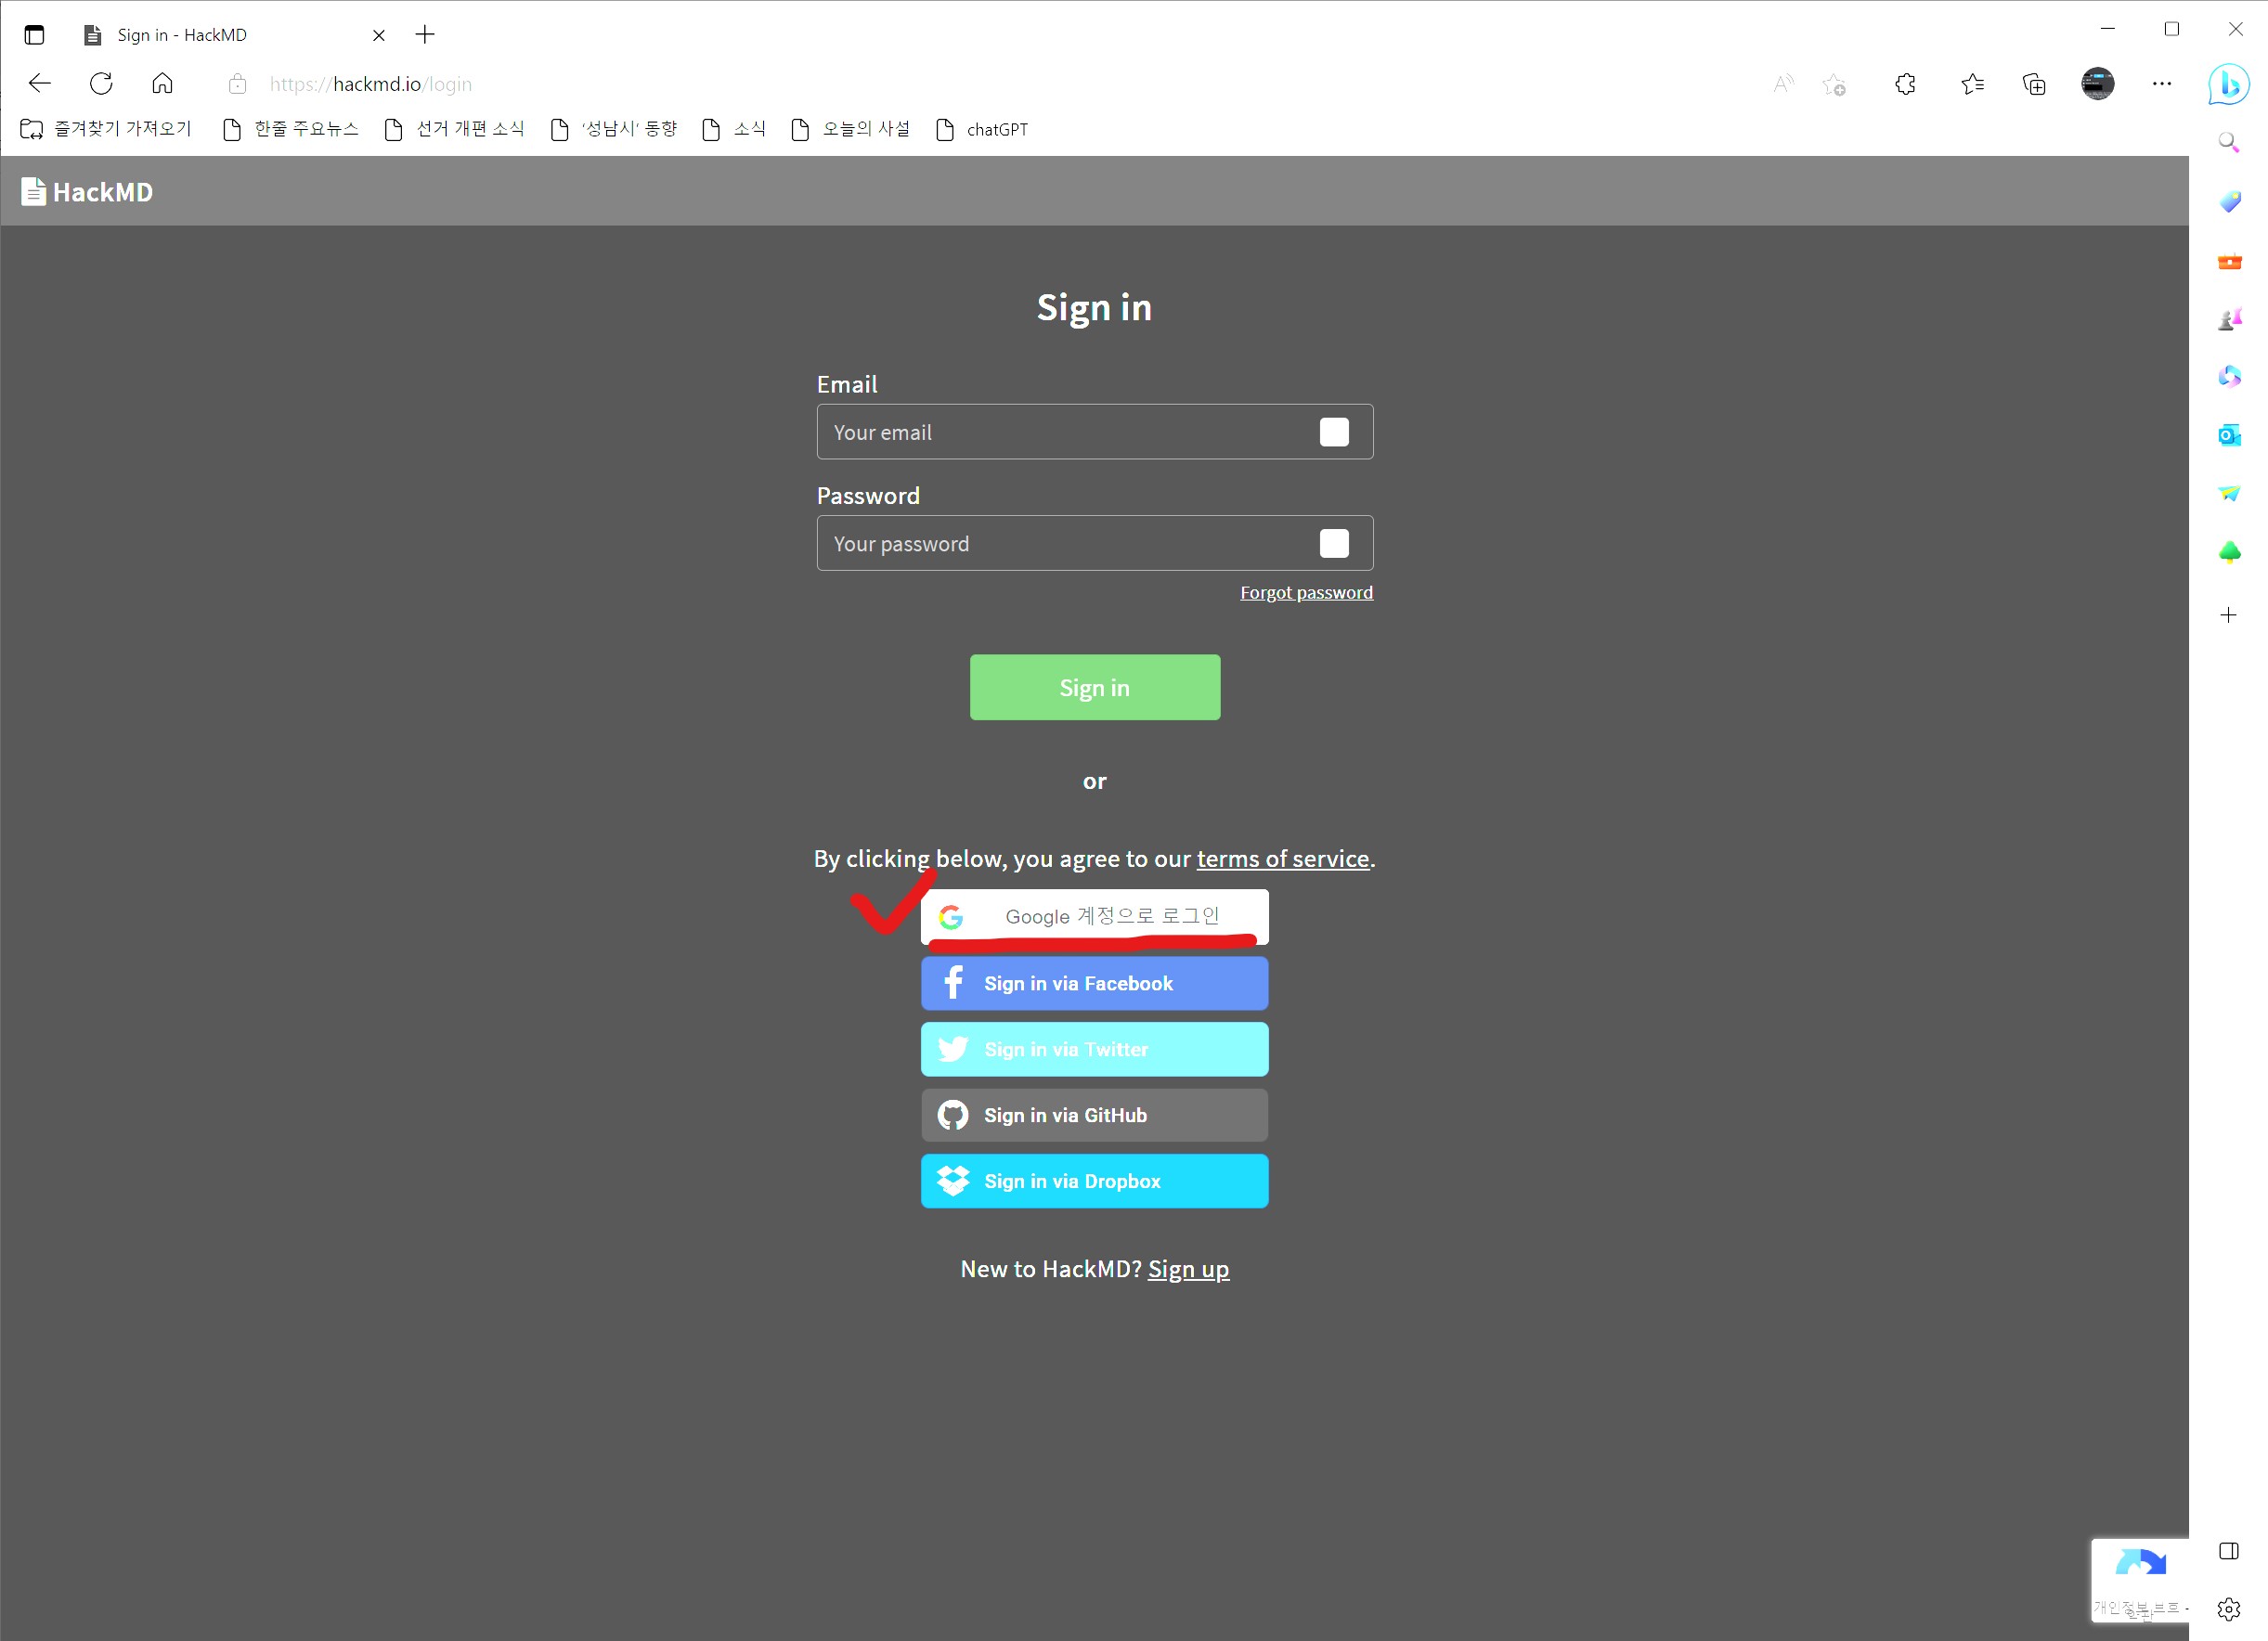 Sign in - HackMD
https://hackmd.io/login
즐겨찾기 가져오기 한줄 주요뉴스 선거 개편 소식 '성남시' 동향 소식 오늘의 사설 chatGPT
HackMD
Sign in
Email
Your email
Password
Your password
Forgot password
Sign in
or
By clicking below, you agree to our terms of service.
Google 계정으로 로그인
Sign in via Facebook
Sign in via Twitter
Sign in via GitHub
Sign in via Dropbox
New to HackMD? Sign up
개인정보 보호 -